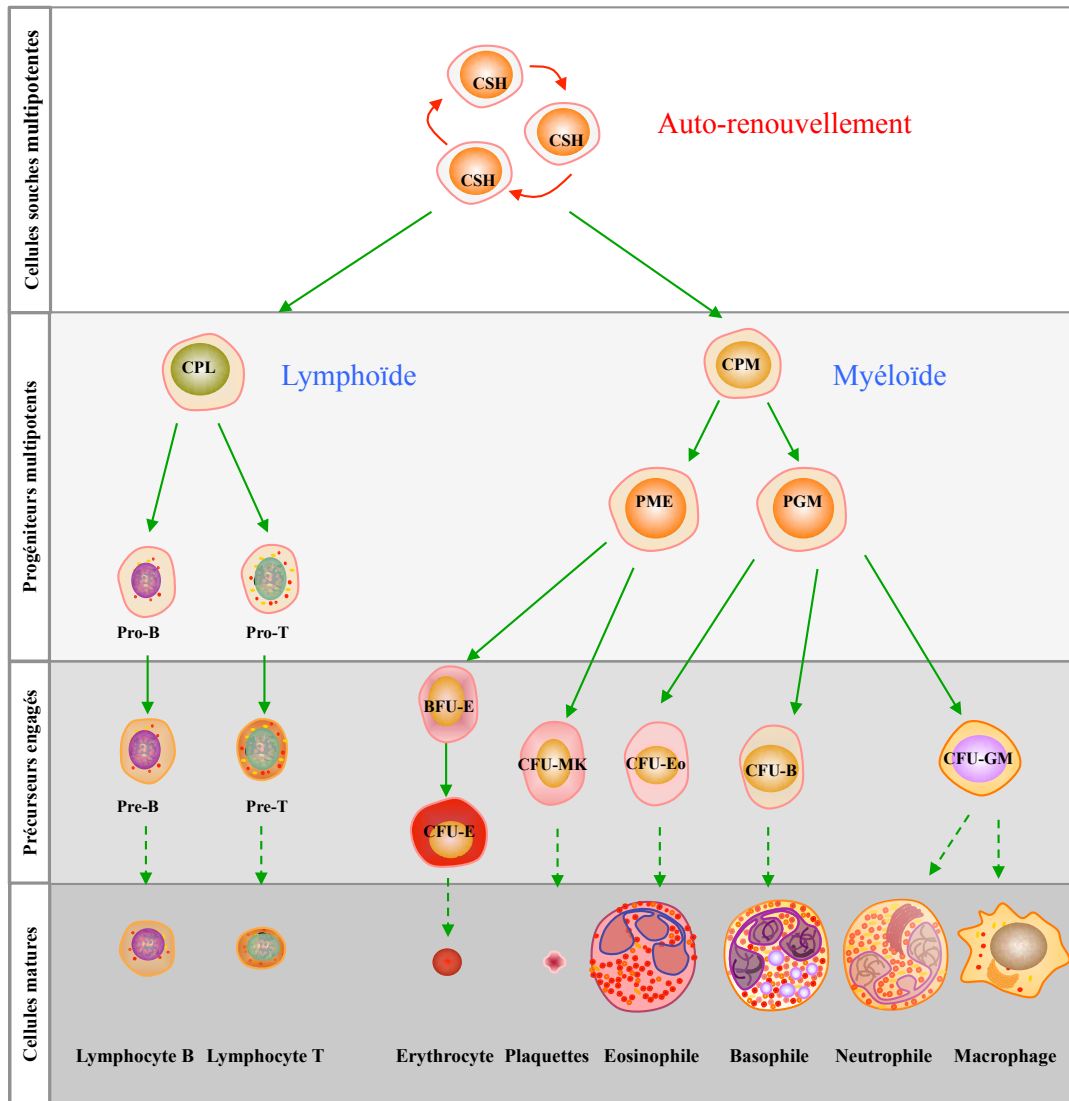 Cellules souches multipotentes
CSH
CSH
CSH
Auto-renouvellement
Progéniteurs multipotents
CPL
Lymphoïde
CPM
Myéloïde
PME
PGM
Pro-B
Pro-T
Précurseurs engagés
BFU-E
CFU-MK
CFU-Eo
CFU-B
CFU-GM
Pre-B
Pre-T
CFU-E
Cellules matures
Lymphocyte B
Lymphocyte T
Erythrocyte
Plaquettes
Eosinophile
Basophile
Neutrophile
Macrophage